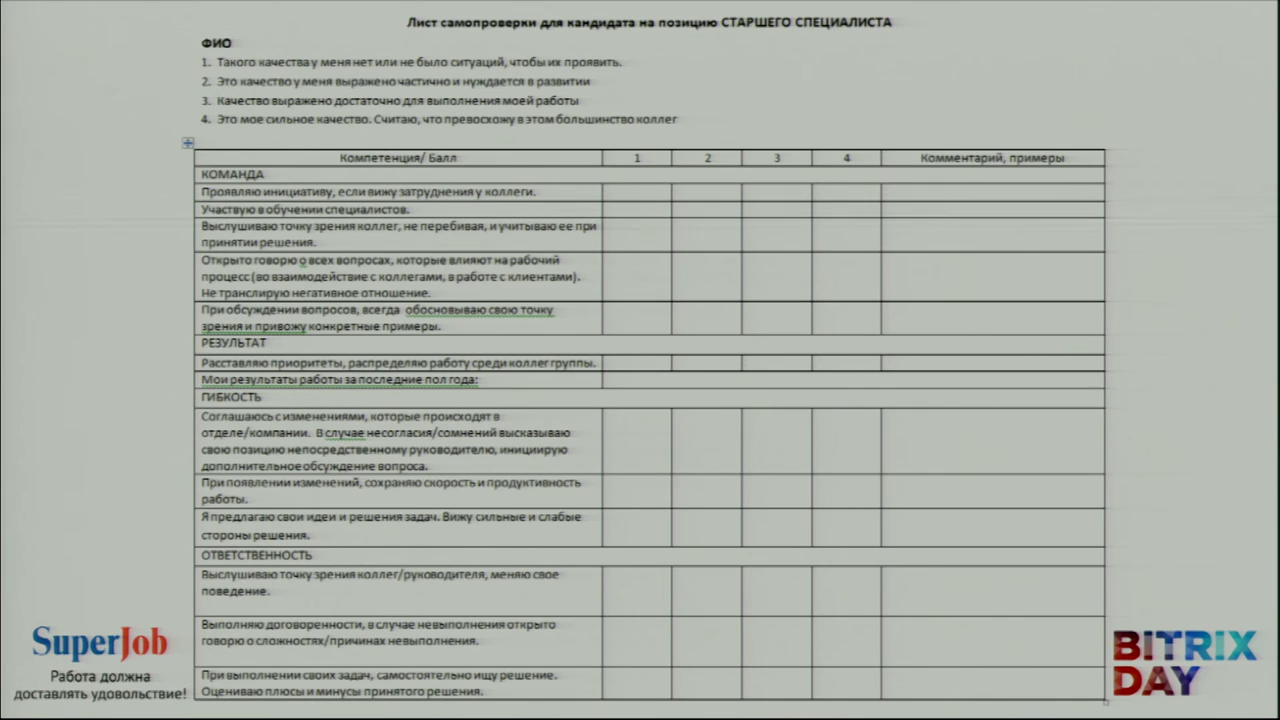 Лист самопроверки для кандидата на позицию СТАРШЕГО СПЕЦИАЛИСТА
ФИО
1. Такого качества у меня нет или не было ситуаций, чтобы их проявить.
2. Это качество у меня выражено частично и нуждается в развитии
3. Качество выражено достаточно для выполнения моей работы
4. Это мое сильное качество. Считаю, что превосхожу в этом большинство коллег
Компетенция/ Балл 1 2 3 4 Комментарий, примеры
КОМАНДА
Проявляю инициативу, если вижу затруднения у коллеги.
Участвую в обучении специалистов.
Выслушиваю точку зрения коллег, не перебивая, и учитываю ее при
принятии решения.
Открыто говорю о всех вопросах, которые влияют на рабочий
процесс (во взаимодействие с коллегами, в работе с клиентами).
Не транслирую негативное отношение.
При обсуждении вопросов, всегда обосновываю свою точку
зрения и привожу конкретные примеры.
РЕЗУЛЬТАТ
Расставляю приоритеты, распределяю работу среди коллег группы.
Мои результаты работы за последние пол года:
ГИБКОСТЬ
Соглашаюсь с изменениями, которые происходят в
отделе/компании. В случае несогласия/сомнений высказываю
свою позицию непосредственному руководителю, инициирую
дополнительное обсуждение вопроса.
При появлении изменений, сохраняю скорость и продуктивность
работы.
Я предлагаю свои идеи и решения задач. Вижу сильные и слабые
стороны решения.
ОТВЕТСТВЕННОСТЬ
Выслушиваю точку зрения коллег/руководителя, меняю свое
поведение.
Выполняю договоренности, в случае невыполнения открыто
говорю о сложностях/причинах невыполнения.
При выполнении своих задач, самостоятельно ищу решение.
Оцениваю плюсы и минусы принятого решения.
SuperJob
Работа должна
доставлять удовольствие!
BITRIX
DAY